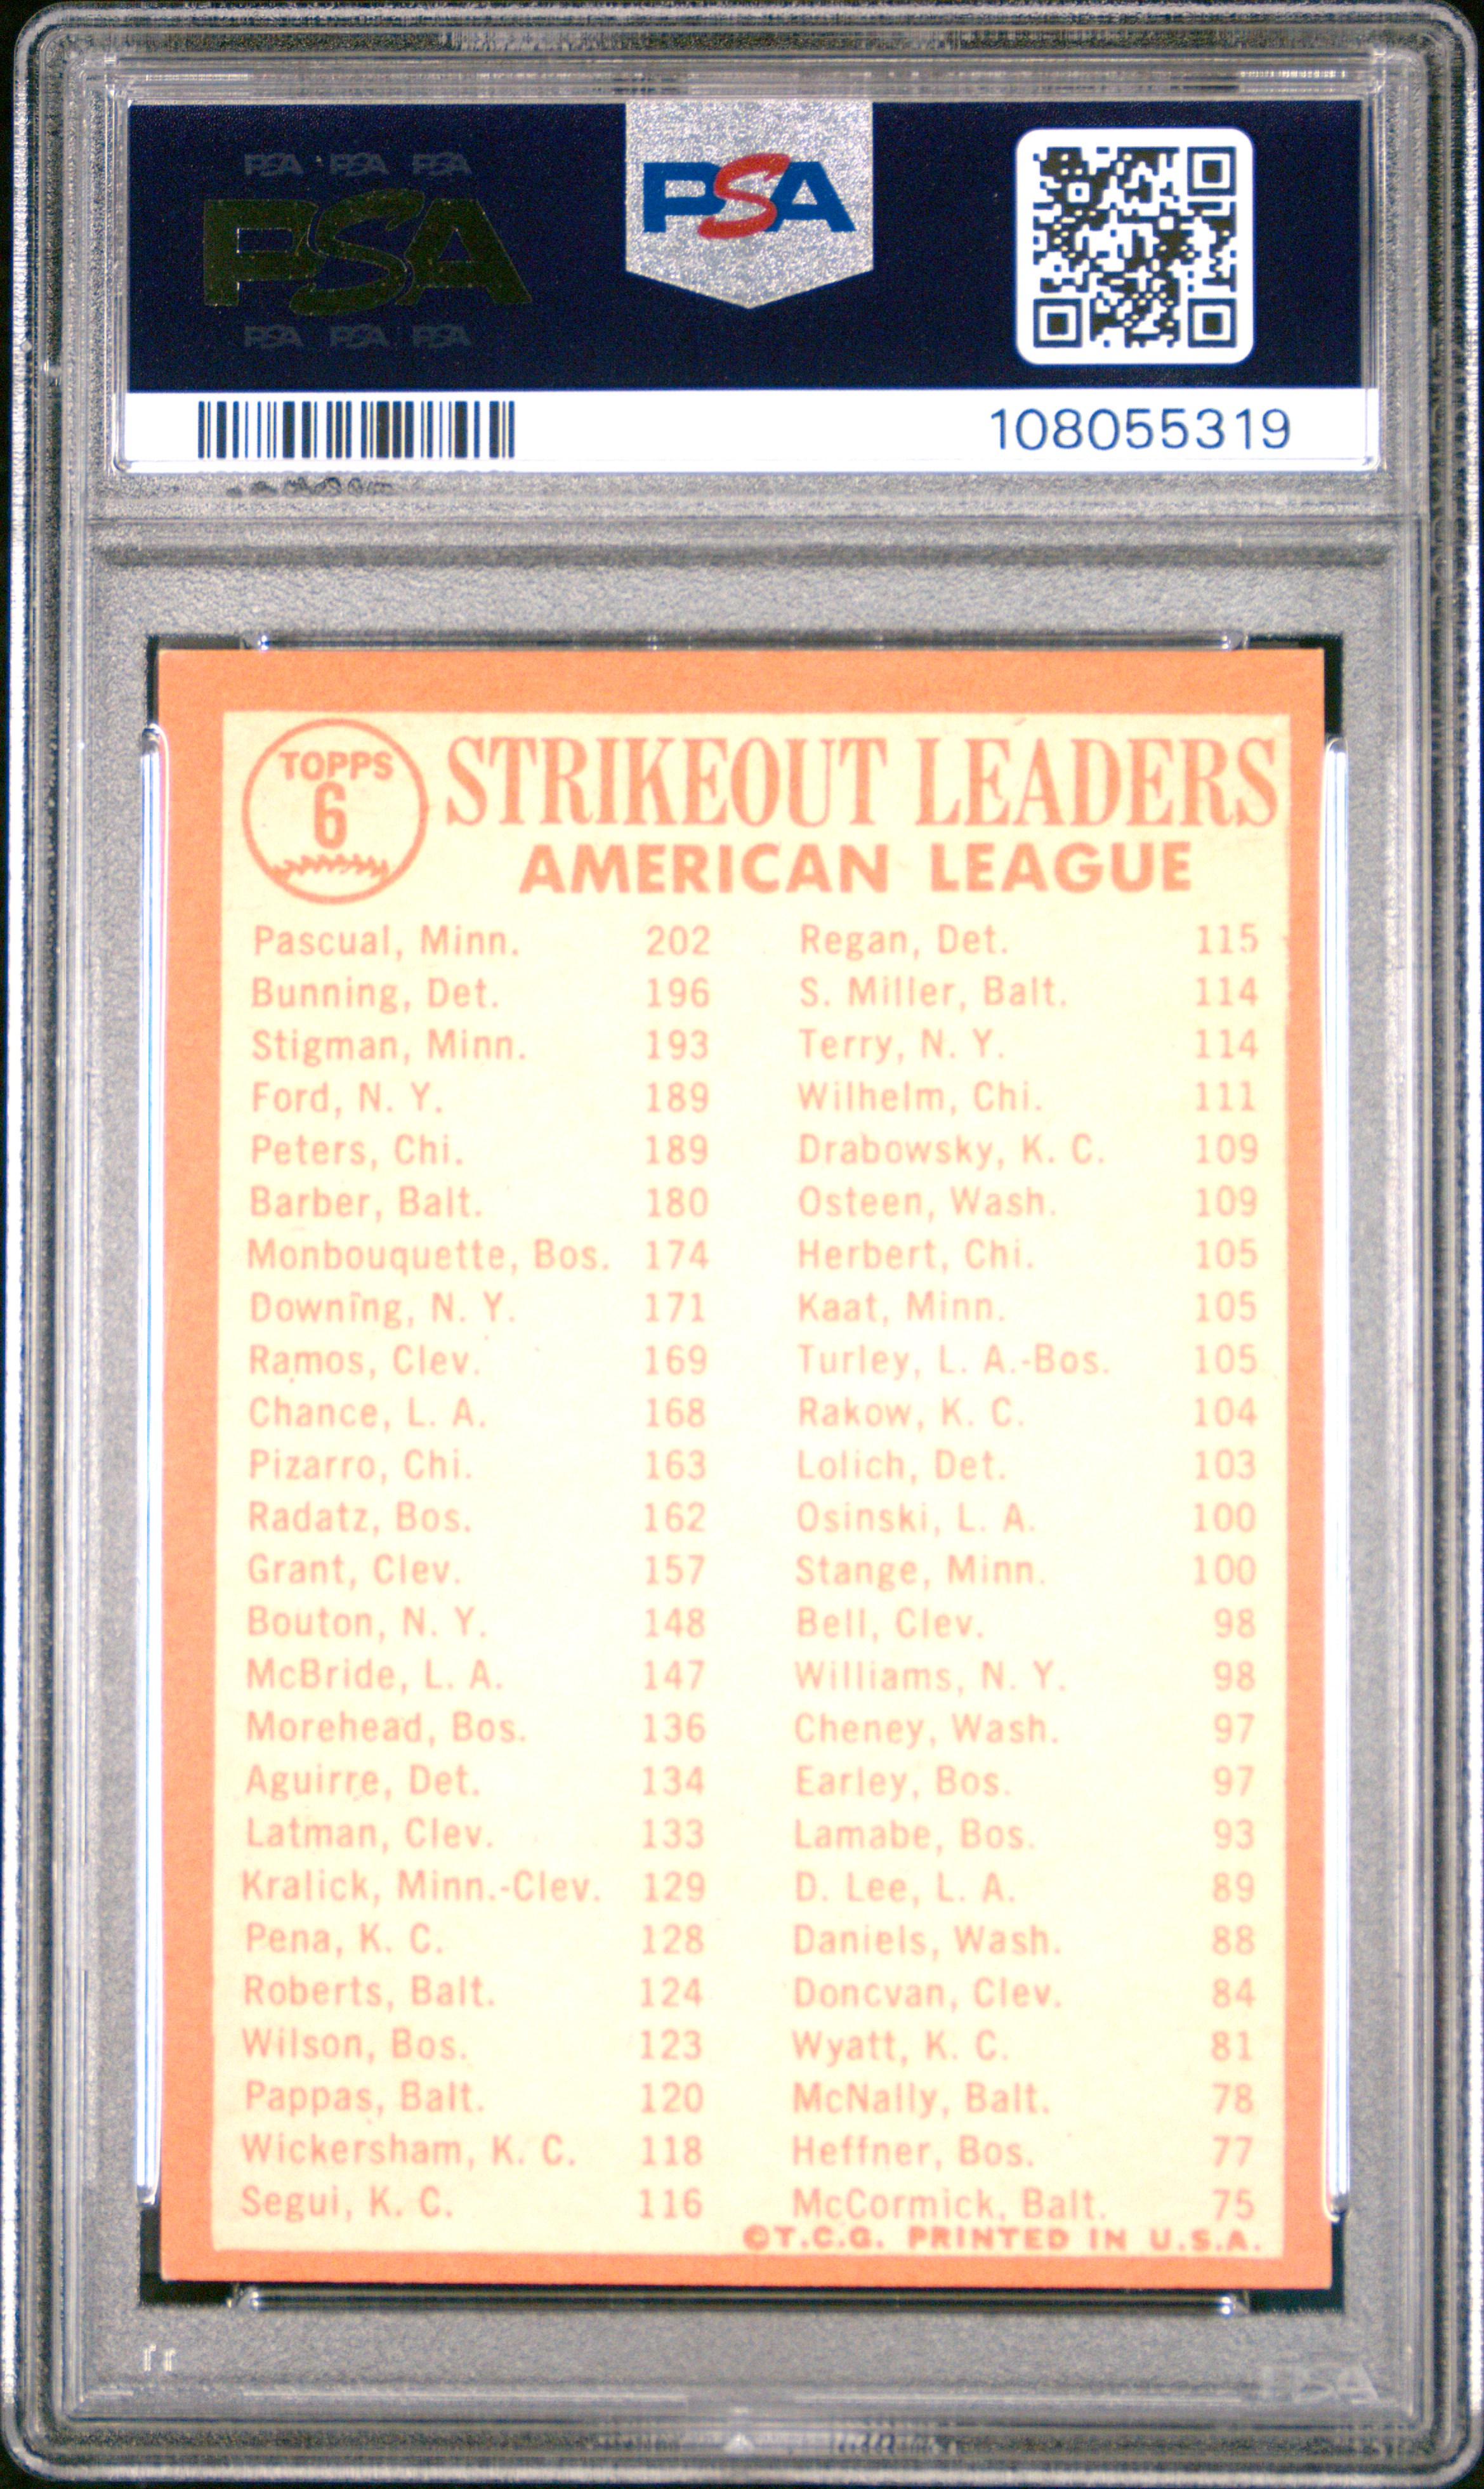 PSA PSA PSA
PSA
PSA PSA PSA
PSA
108055319
TOPPS
6
STRIKEOUT LEADERS
AMERICAN LEAGUE
Pascual, Minn. 202 Regan, Det. 115
Bunning, Det. 196 S. Miller, Balt. 114
Stigman, Minn. 193 Terry, N. Y. 114
Ford, N. Y. 189 Wilhelm, Chi. 111
Peters, Chi. 189 Drabowsky, K. C. 109
Barber, Balt. 180 Osteen, Wash. 109
Monbouquette, Bos. 174 Herbert, Chi. 105
Downing, N. Y. 171 Kaat, Minn. 105
Ramos, Clev. 169 Turley, L. A.-Bos. 105
Chance, L. A. 168 Rakow, K. C. 104
Pizarro, Chi. 163 Lolich, Det. 103
Radatz, Bos. 162 Osinski, L. A. 100
Grant, Clev. 157 Stange, Minn. 100
Bouton, N. Y. 148 Bell, Clev. 98
McBride, L. A. 147 Williams, N. Y. 98
Morehead, Bos. 136 Cheney, Wash. 97
Aguirre, Det. 134 Earley, Bos. 97
Latman, Clev. 133 Lamabe, Bos. 93
Kralick, Minn.-Clev. 129 D. Lee, L. A. 89
Pena, K. C. 128 Daniels, Wash. 88
Roberts, Balt. 124 Doncvan, Clev. 84
Wilson, Bos. 123 Wyatt, K. C. 81
Pappas, Balt. 120 McNally, Balt. 78
Wickersham, K. C. 118 Heffner, Bos. 77
Segui, K. C. 116 McCormick, Balt. 75
©T.C.G. PRINTED IN U.S.A.
PSA